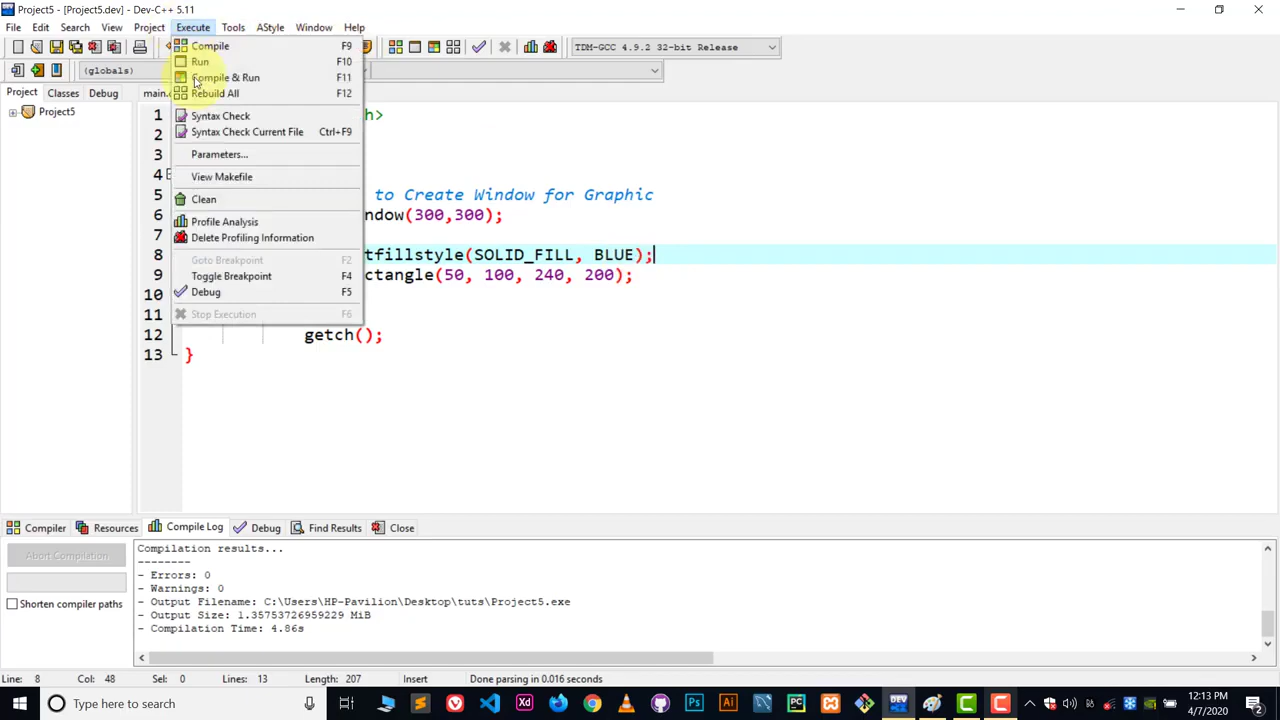 Project5 - [Project5.dev] - Dev-C++ 5.11
File Edit Search View Project Execute Tools AStyle Window Help
TDM-GCC 4.9.2 32-bit Release
(globals)
Project Classes Debug main.c
Project5
Compile F9
Run F10
Compile & Run F11
Rebuild All F12
Syntax Check
Syntax Check Current File Ctrl+F9
Parameters...
View Makefile
Clean
Profile Analysis
Delete Profiling Information
Goto Breakpoint F2
Toggle Breakpoint F4
Debug F5
Stop Execution F6
1 h>
2
3
4
5 to Create Window for Graphic
6 ndow(300,300);
7
8 tfillstyle(SOLID_FILL, BLUE);
9 ctangle(50, 100, 240, 200);
10
11
12 getch();
13 }
Compiler Resources Compile Log Debug Find Results Close
Abort Compilation
Shorten compiler paths
Compilation results...
--------
- Errors: 0
- Warnings: 0
- Output Filename: C:\Users\HP-Pavilion\Desktop\tuts\Project5.exe
- Output Size: 1.35753726959229 MiB
- Compilation Time: 4.86s
Line: 8 Col: 48 Sel: 0 Lines: 13 Length: 207 Insert Done parsing in 0.016 seconds
Type here to search
12:13 PM
4/7/2020